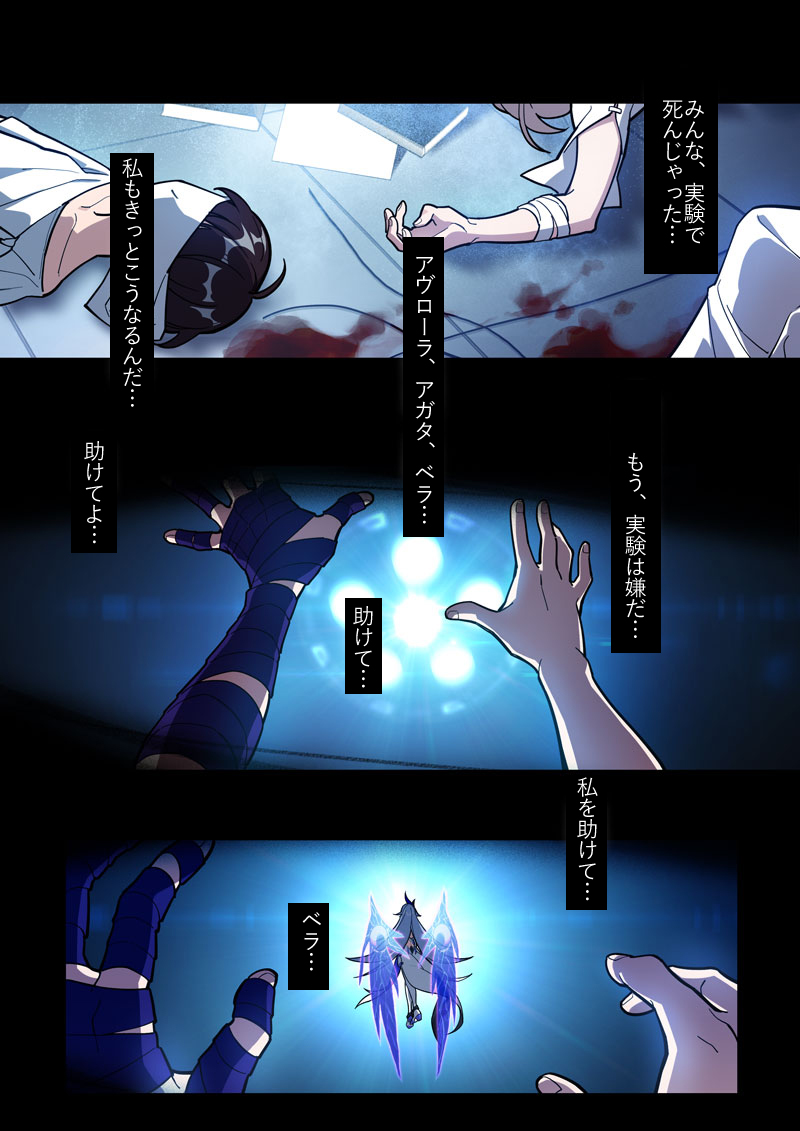 みんな、実験で
死んじゃった…
アヴローラ、アガタ、ベラ…
私もきっとこうなるんだ…
もう、実験は嫌だ…
助けて…
助けてよ…
私を助けて…
ベラ…